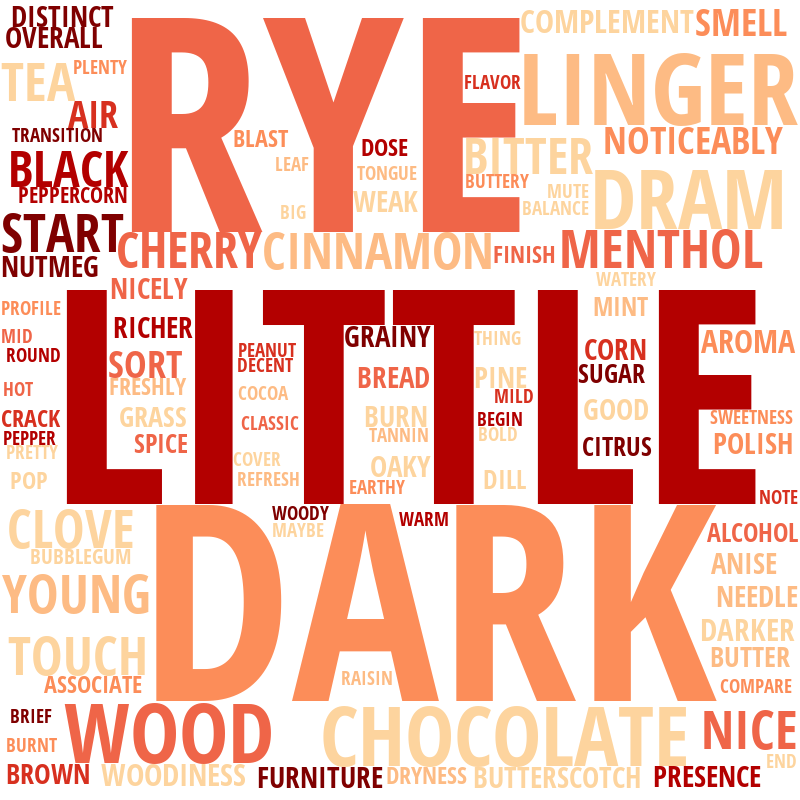 DISTINCT
OVERALL
RYE
COMPLEMENT
SMELL
TEA
PLENTY
FLAVOR
LINGER
AIR
TRANSITION
BLAST
DOSE
BITTER
NOTICEABLY
BLACK
LEAF
TONGUE
BUTTERY
MUTE
DRAM
PEPPERCORN
BIG
WEAK
BALANCE
START
CHERRY
CINNAMON
FINISH
MENTHOL
NUTMEG
WATERY
NICELY
LITTLE
MINT
PROFILE
RICHER
GRAINY
THING
AROMA
MID
ROUND
SORT
PEANUT
DECENT
BREAD
PINE
CORN
SUGAR
HOT
FRESHLY
COCOA
MILD
CRACK
GRASS
CLASSIC
BURN
BEGIN
GOOD
SWEETNESS
PEPPER
SPICE
TANNIN
BOLD
CITRUS
POLISH
PRETTY
COVER
OAKY
POP
REFRESH
EARTHY
DILL
NOTE
WOODY
DARK
WARM
CLOVE
MAYBE
ALCOHOL
BUBBLEGUM
ANISE
YOUNG
NEEDLE
TOUCH
DARKER
BUTTER
ASSOCIATE
RAISIN
COMPARE
BRIEF
WOOD
CHOCOLATE
NICE
BURNT
END
BROWN
WOODINESS
FURNITURE
DRYNESS
BUTTERSCOTCH
PRESENCE